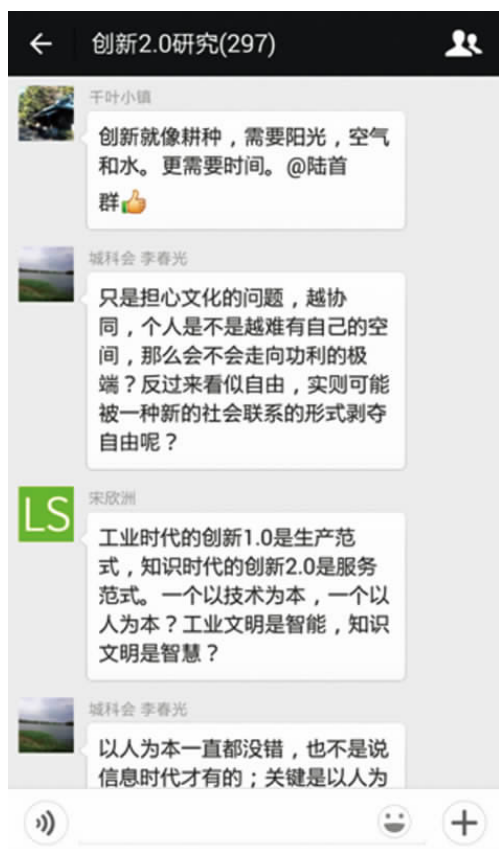 创新2.0研究(297)
千叶小镇
创新就像耕种，需要阳光，空气
和水。更需要时间。@陆首
群👍
城科会 李春光
只是担心文化的问题，越协
同，个人是不是越难有自己的空
间，那么会不会走向功利的极
端？反过来看似自由，实则可能
被一种新的社会联系的形式剥夺
自由呢？
LS
宋欣洲
工业时代的创新1.0是生产范
式，知识时代的创新2.0是服务
范式。一个以技术为本，一个以
人为本？工业文明是智能，知识
文明是智慧？
城科会 李春光
以人为本一直都没错，也不是说
信息时代才有的；关键是以人为